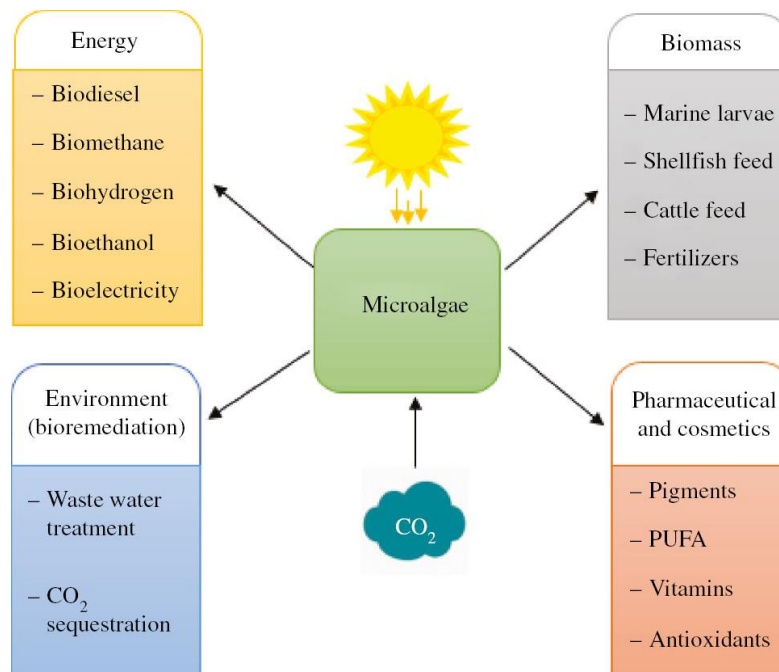 Energy
– Biodiesel
– Biomethane
– Biohydrogen
– Bioethanol
– Bioelectricity
Biomass
– Marine larvae
– Shellfish feed
– Cattle feed
– Fertilizers
Microalgae
Environment
(bioremediation)
– Waste water
treatment
– CO₂
sequestration
CO₂
Pharmaceutical
and cosmetics
– Pigments
– PUFA
– Vitamins
– Antioxidants